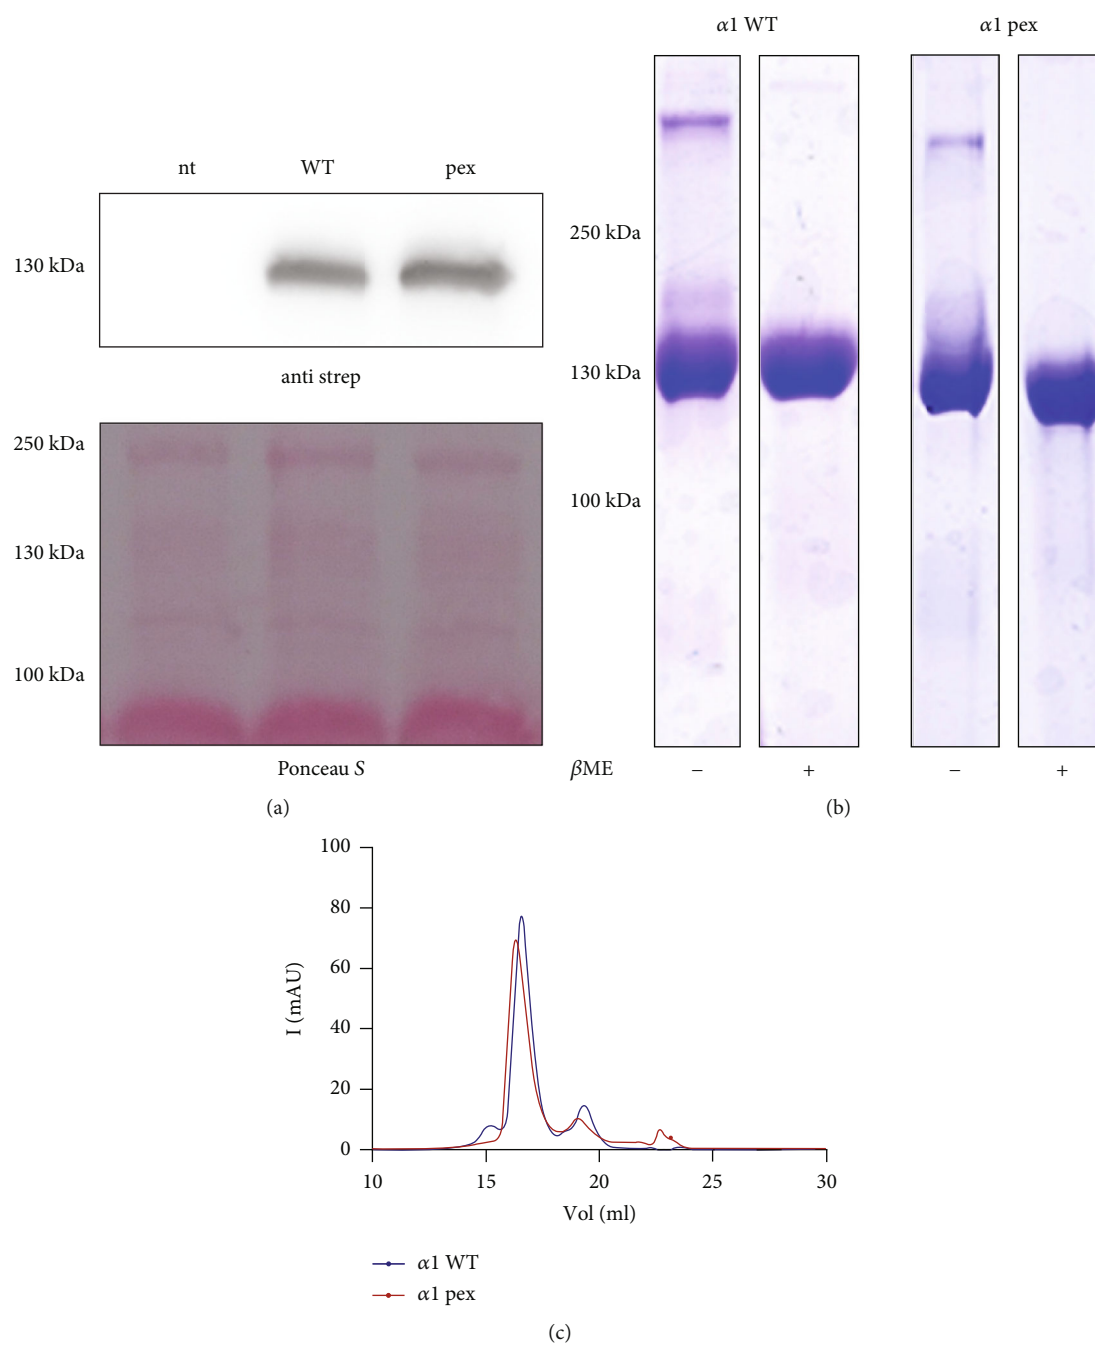 α1 WT
α1 pex
nt
WT
pex
130 kDa
anti strep
250 kDa
130 kDa
100 kDa
Ponceau S
(a)
250 kDa
130 kDa
100 kDa
βME
−
+
−
+
(b)
100
80
60
40
20
0
I (mAU)
10
15
20
25
30
Vol (ml)
α1 WT
α1 pex
(c)